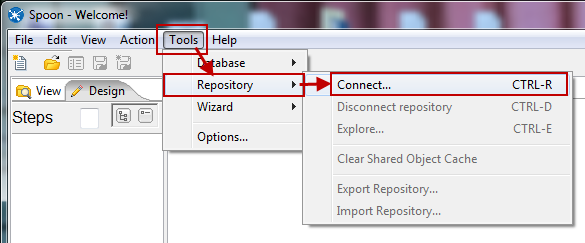 Spoon - Welcome!
File Edit View Action Tools Help
Database
Repository
Wizard
Options...
Connect... CTRL-R
Disconnect repository CTRL-D
Explore... CTRL-E
Clear Shared Object Cache
Export Repository...
Import Repository...
View Design
Steps